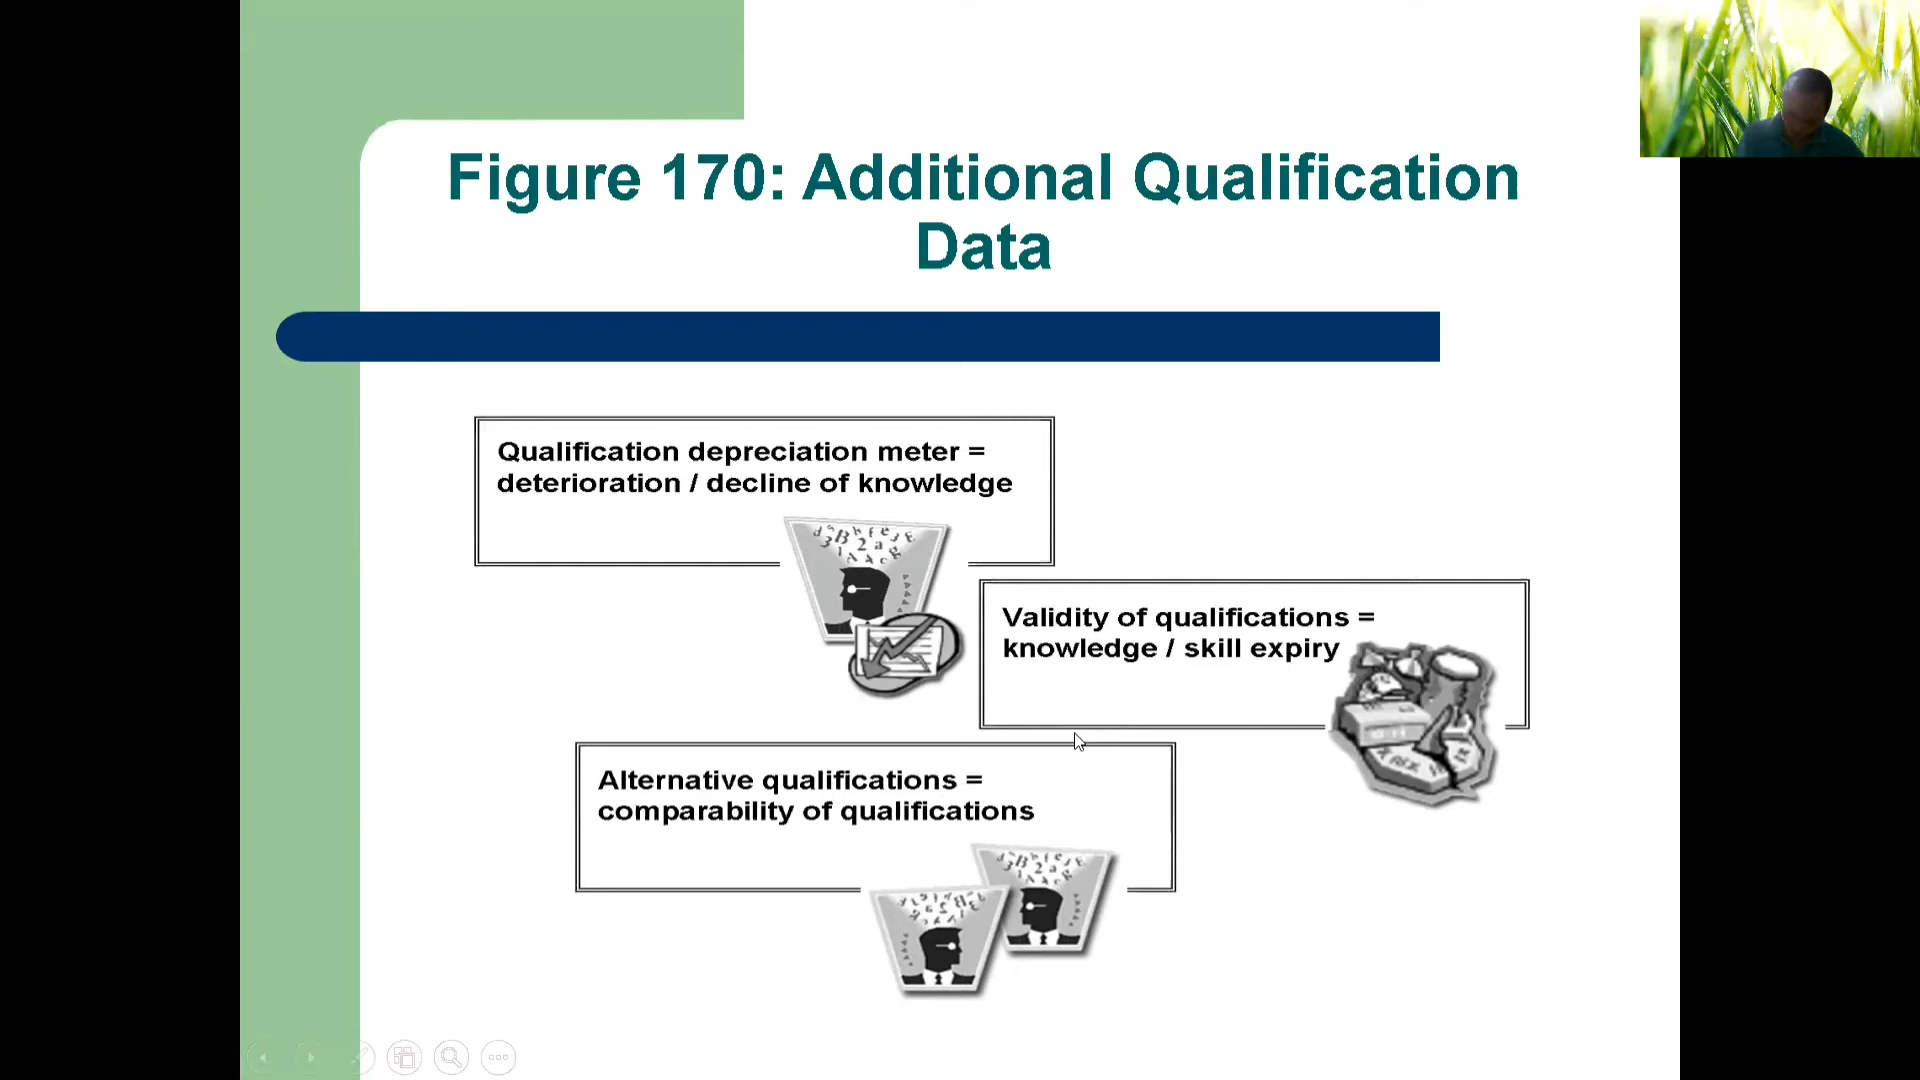 Figure 170: Additional Qualification
Data
Qualification depreciation meter =
deterioration / decline of knowledge
Validity of qualifications =
knowledge / skill expiry
Alternative qualifications =
comparability of qualifications